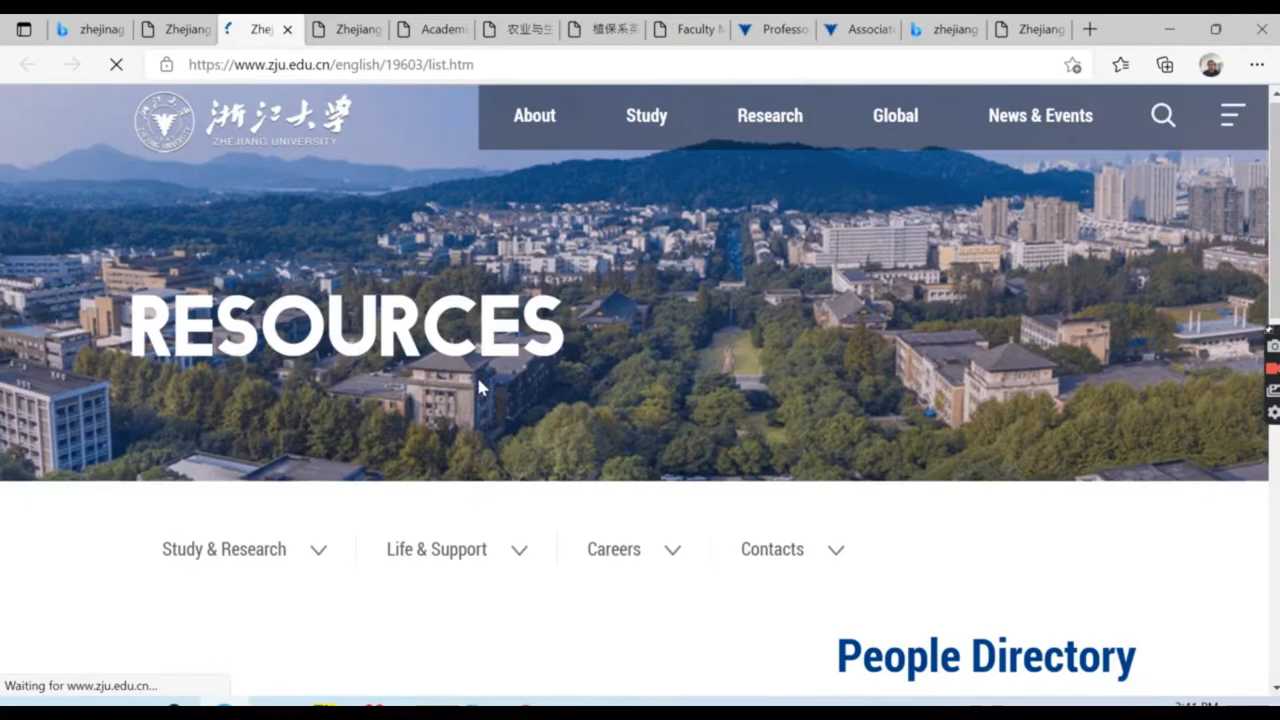 zhejinag
Zhejiang
Zhe
Zhejiang
Academi
农业与生
植保系英
Faculty
Professo
Associat
zhejiang
Zhejiang
https://www.zju.edu.cn/english/19603/list.htm
浙江大学
ZHEJIANG UNIVERSITY
About
Study
Research
Global
News & Events
RESOURCES
Study & Research
Life & Support
Careers
Contacts
People Directory
Waiting for www.zju.edu.cn...